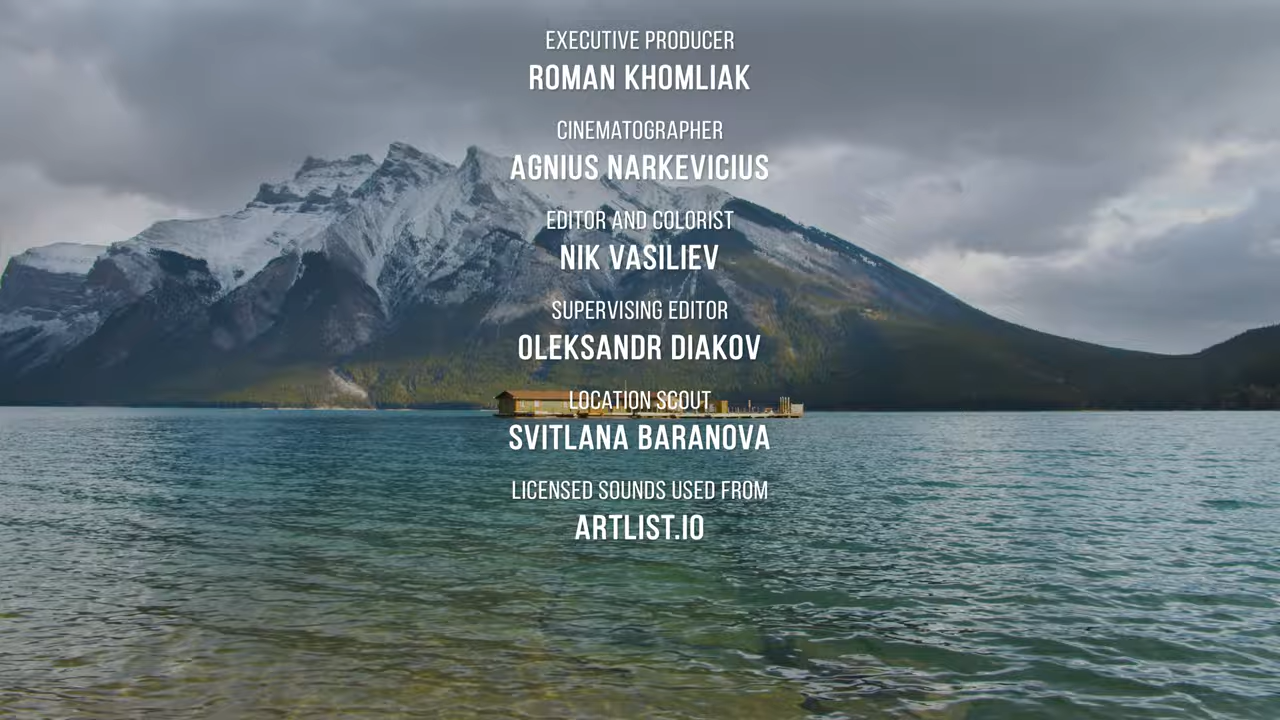 EXECUTIVE PRODUCER
ROMAN KHOMLIAK
CINEMATOGRAPHER
AGNIUS NARKEVICIUS
EDITOR AND COLORIST
NIK VASILIEV
SUPERVISING EDITOR
OLEKSANDR DIAKOV
LOCATION SCOUT
SVITLANA BARANOVA
LICENSED SOUNDS USED FROM
ARTLIST.IO